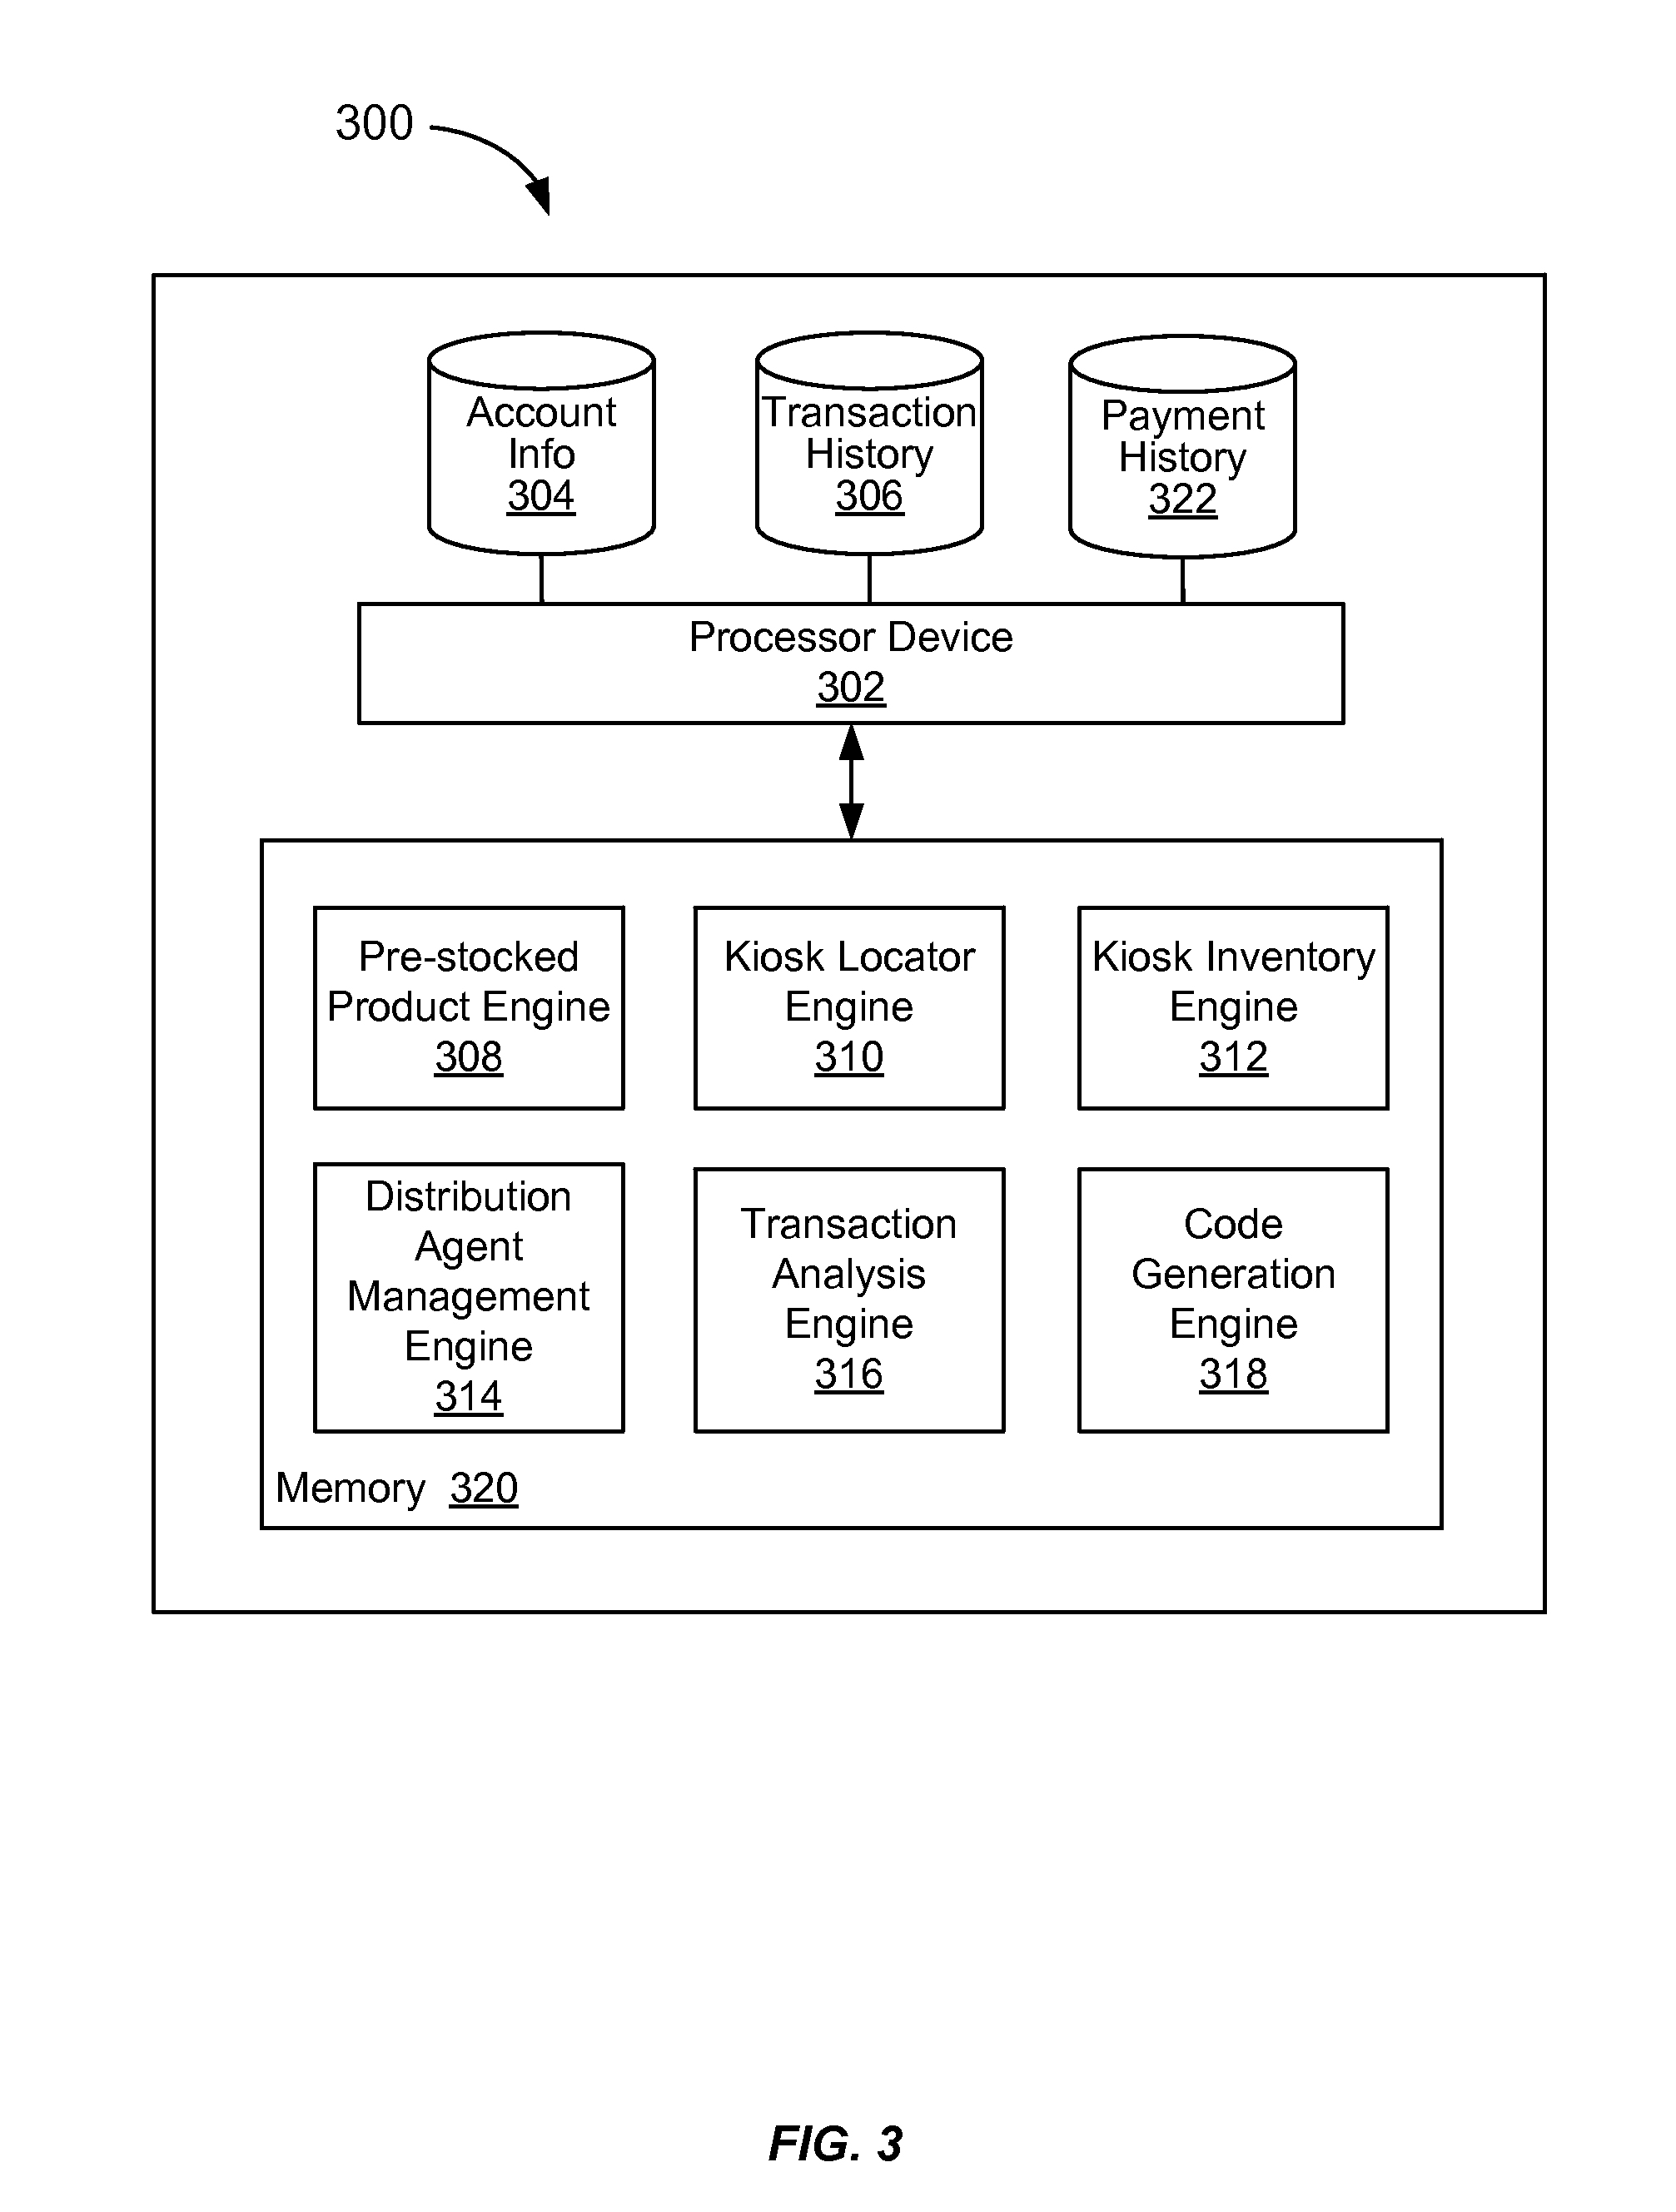 300
Account
Info
304
Transaction
History
306
Payment
History
322
Processor Device
302
Pre-stocked
Product Engine
308
Kiosk Locator
Engine
310
Kiosk Inventory
Engine
312
Distribution
Agent
Management
Engine
314
Transaction
Analysis
Engine
316
Code
Generation
Engine
318
Memory 320
FIG. 3